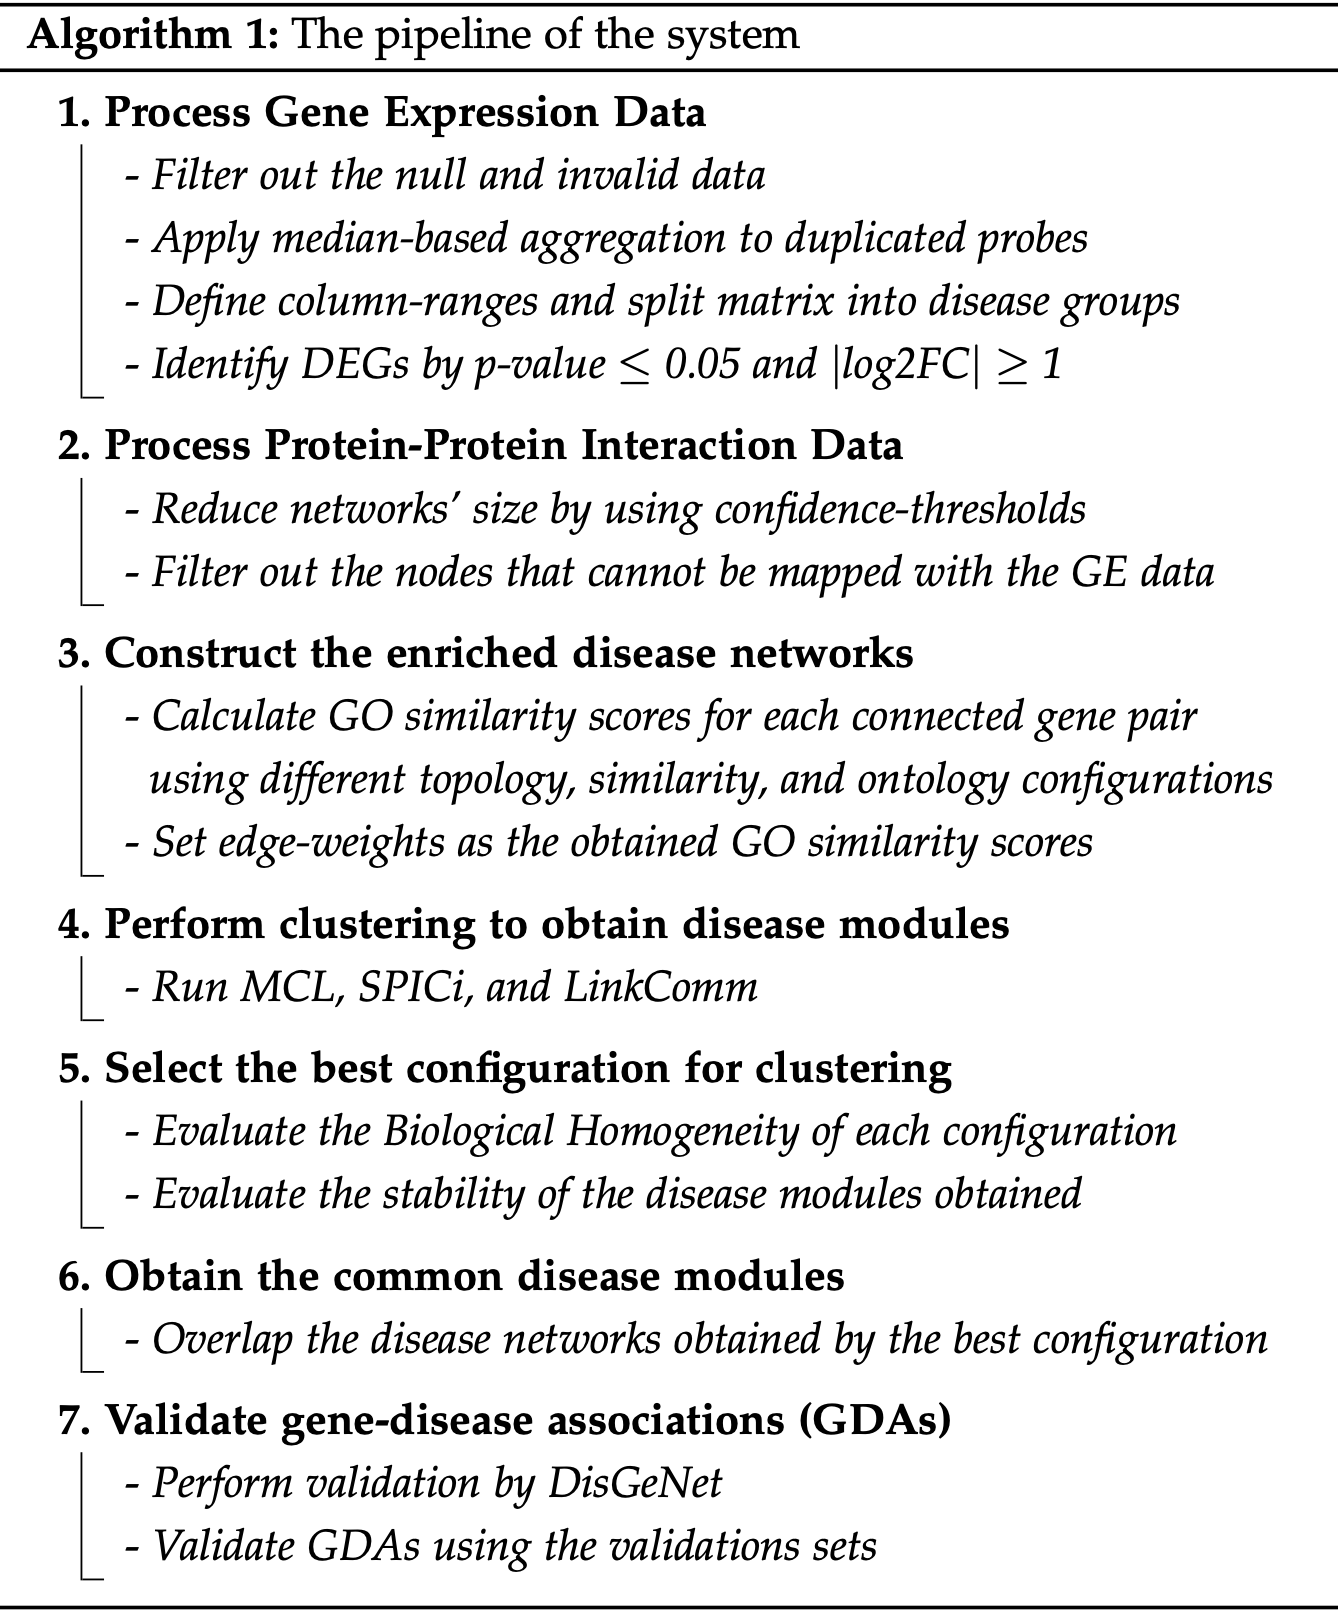 Algorithm 1: The pipeline of the system
1. Process Gene Expression Data
- Filter out the null and invalid data
- Apply median-based aggregation to duplicated probes
- Define column-ranges and split matrix into disease groups
- Identify DEGs by p-value ≤ 0.05 and |log2FC| ≥ 1
2. Process Protein-Protein Interaction Data
- Reduce networks’ size by using confidence-thresholds
- Filter out the nodes that cannot be mapped with the GE data
3. Construct the enriched disease networks
- Calculate GO similarity scores for each connected gene pair
using different topology, similarity, and ontology configurations
- Set edge-weights as the obtained GO similarity scores
4. Perform clustering to obtain disease modules
- Run MCL, SPICi, and LinkComm
5. Select the best configuration for clustering
- Evaluate the Biological Homogeneity of each configuration
- Evaluate the stability of the disease modules obtained
6. Obtain the common disease modules
- Overlap the disease networks obtained by the best configuration
7. Validate gene-disease associations (GDAs)
- Perform validation by DisGeNet
- Validate GDAs using the validations sets